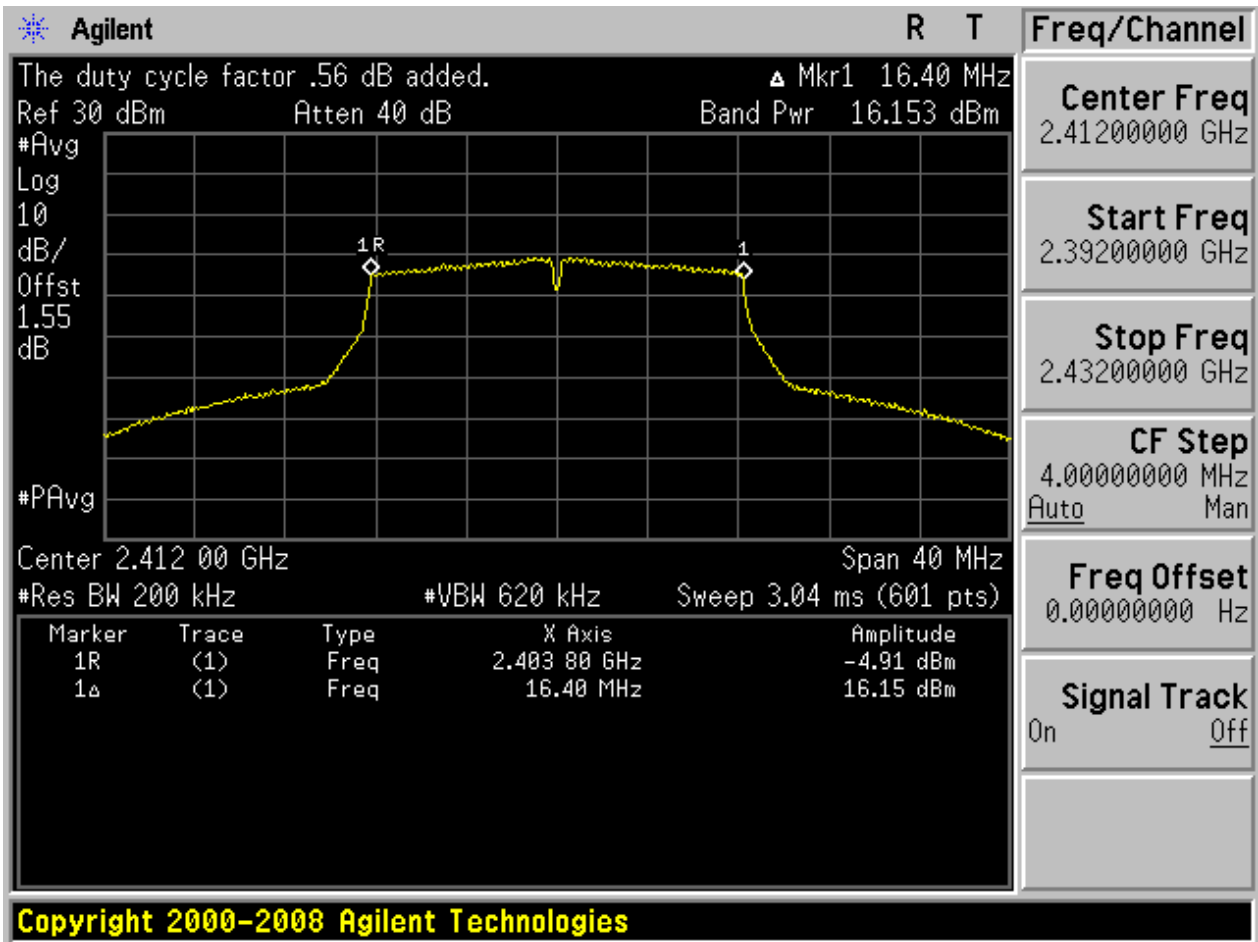 Agilent R T
The duty cycle factor .56 dB added. ▵ Mkr1 16.40 MHz
Ref 30 dBm Atten 40 dB Band Pwr 16.153 dBm
#Avg
Log
10
dB/
Offst
1.55
dB
#PAvg
1R
1
Center 2.412 00 GHz Span 40 MHz
#Res BW 200 kHz #VBW 620 kHz Sweep 3.04 ms (601 pts)
Marker Trace Type X Axis Amplitude
1R (1) Freq 2.403 80 GHz -4.91 dBm
1▵ (1) Freq 16.40 MHz 16.15 dBm
Freq/Channel
Center Freq
2.41200000 GHz
Start Freq
2.39200000 GHz
Stop Freq
2.43200000 GHz
CF Step
4.00000000 MHz
Auto Man
Freq Offset
0.00000000 Hz
Signal Track
On Off
Copyright 2000-2008 Agilent Technologies